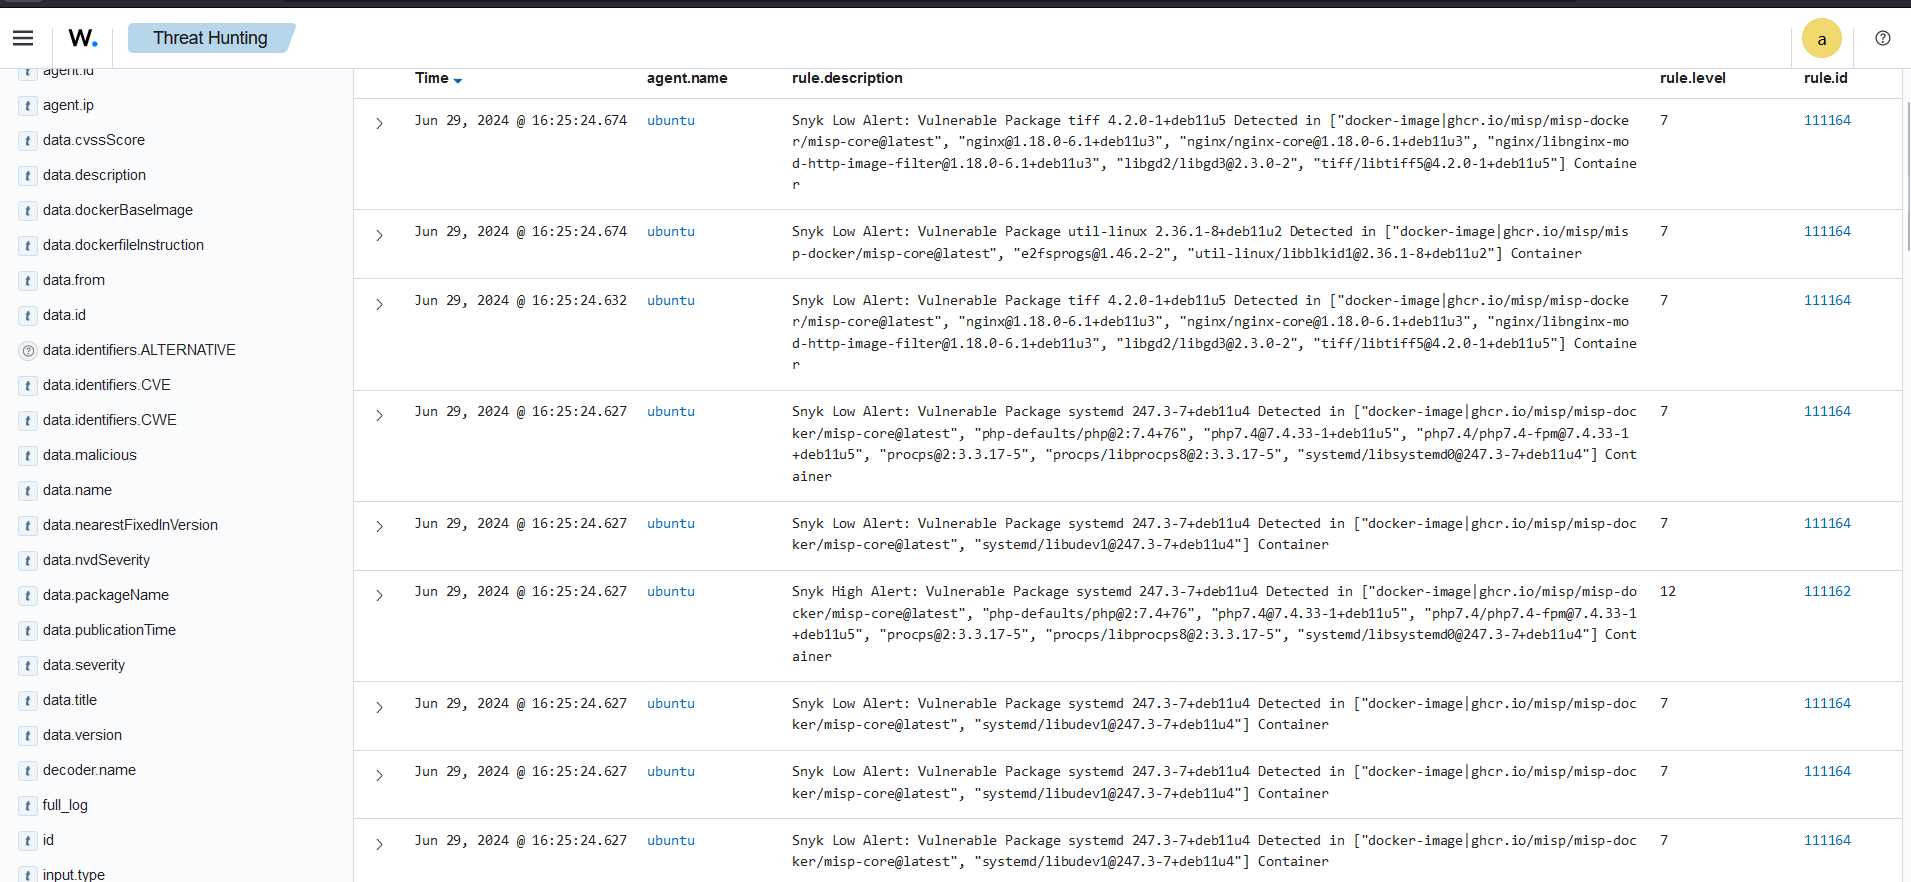 W.
Threat Hunting
a
agent.id
agent.ip
data.cvssScore
data.description
data.dockerBaseImage
data.dockerfileInstruction
data.from
data.id
data.identifiers.ALTERNATIVE
data.identifiers.CVE
data.identifiers.CWE
data.malicious
data.name
data.nearestFixedInVersion
data.nvdSeverity
data.packageName
data.publicationTime
data.severity
data.title
data.version
decoder.name
full_log
id
input.type
Time agent.name rule.description rule.level rule.id
Jun 29, 2024 @ 16:25:24.674 ubuntu Snyk Low Alert: Vulnerable Package tiff 4.2.0-1+deb11u5 Detected in ["docker-image|ghcr.io/misp/misp-docke 7 111164
r/misp-core@latest", "nginx@1.18.0-6.1+deb11u3", "nginx/nginx-core@1.18.0-6.1+deb11u3", "nginx/libnginx-mo
d-http-image-filter@1.18.0-6.1+deb11u3", "libgd2/libgd3@2.3.0-2", "tiff/libtiff5@4.2.0-1+deb11u5"] Containe
r
Jun 29, 2024 @ 16:25:24.674 ubuntu Snyk Low Alert: Vulnerable Package util-linux 2.36.1-8+deb11u2 Detected in ["docker-image|ghcr.io/misp/mis 7 111164
p-docker/misp-core@latest", "e2fsprogs@1.46.2-2", "util-linux/libblkid1@2.36.1-8+deb11u2"] Container
Jun 29, 2024 @ 16:25:24.632 ubuntu Snyk Low Alert: Vulnerable Package tiff 4.2.0-1+deb11u5 Detected in ["docker-image|ghcr.io/misp/misp-docke 7 111164
r/misp-core@latest", "nginx@1.18.0-6.1+deb11u3", "nginx/nginx-core@1.18.0-6.1+deb11u3", "nginx/libnginx-mo
d-http-image-filter@1.18.0-6.1+deb11u3", "libgd2/libgd3@2.3.0-2", "tiff/libtiff5@4.2.0-1+deb11u5"] Containe
r
Jun 29, 2024 @ 16:25:24.627 ubuntu Snyk Low Alert: Vulnerable Package systemd 247.3-7+deb11u4 Detected in ["docker-image|ghcr.io/misp/misp-doc 7 111164
ker/misp-core@latest", "php-defaults/php@2:7.4+76", "php7.4@7.4.33-1+deb11u5", "php7.4/php7.4-fpm@7.4.33-1
+deb11u5", "procps@2:3.3.17-5", "procps/libprocps8@2:3.3.17-5", "systemd/libsystemd0@247.3-7+deb11u4"] Cont
ainer
Jun 29, 2024 @ 16:25:24.627 ubuntu Snyk Low Alert: Vulnerable Package systemd 247.3-7+deb11u4 Detected in ["docker-image|ghcr.io/misp/misp-doc 7 111164
ker/misp-core@latest", "systemd/libudev1@247.3-7+deb11u4"] Container
Jun 29, 2024 @ 16:25:24.627 ubuntu Snyk High Alert: Vulnerable Package systemd 247.3-7+deb11u4 Detected in ["docker-image|ghcr.io/misp/misp-do 12 111162
cker/misp-core@latest", "php-defaults/php@2:7.4+76", "php7.4@7.4.33-1+deb11u5", "php7.4/php7.4-fpm@7.4.33-1
+deb11u5", "procps@2:3.3.17-5", "procps/libprocps8@2:3.3.17-5", "systemd/libsystemd0@247.3-7+deb11u4"] Cont
ainer
Jun 29, 2024 @ 16:25:24.627 ubuntu Snyk Low Alert: Vulnerable Package systemd 247.3-7+deb11u4 Detected in ["docker-image|ghcr.io/misp/misp-doc 7 111164
ker/misp-core@latest", "systemd/libudev1@247.3-7+deb11u4"] Container
Jun 29, 2024 @ 16:25:24.627 ubuntu Snyk Low Alert: Vulnerable Package systemd 247.3-7+deb11u4 Detected in ["docker-image|ghcr.io/misp/misp-doc 7 111164
ker/misp-core@latest", "systemd/libudev1@247.3-7+deb11u4"] Container
Jun 29, 2024 @ 16:25:24.627 ubuntu Snyk Low Alert: Vulnerable Package systemd 247.3-7+deb11u4 Detected in ["docker-image|ghcr.io/misp/misp-doc 7 111164
ker/misp-core@latest", "systemd/libudev1@247.3-7+deb11u4"] Container